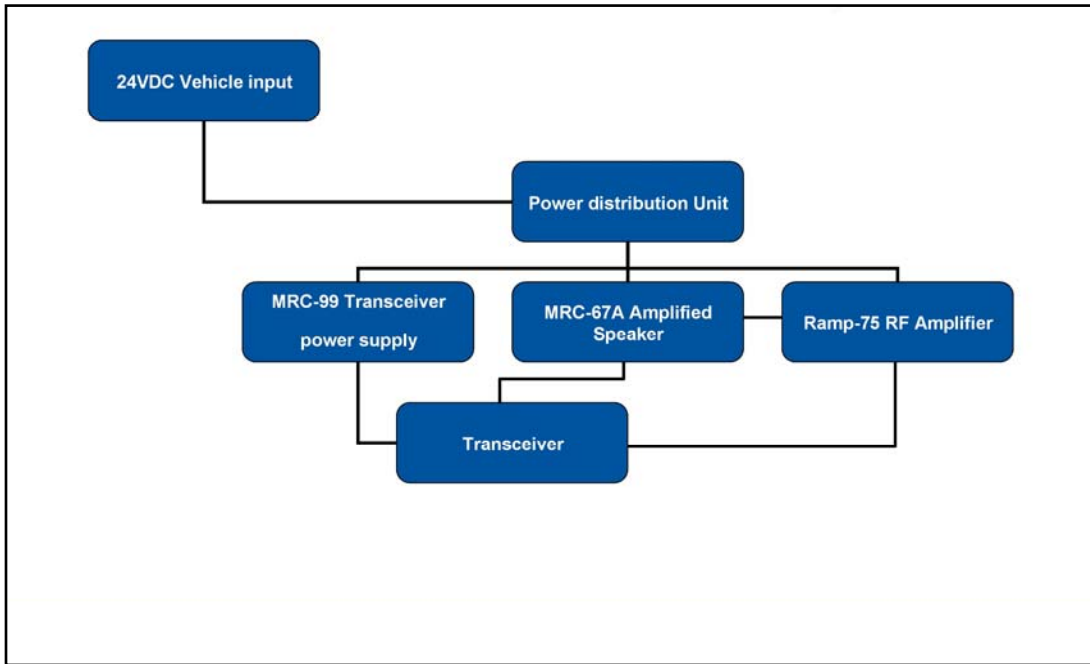 24VDC Vehicle input
Power distribution Unit
MRC-99 Transceiver
power supply
MRC-67A Amplified
Speaker
Ramp-75 RF Amplifier
Transceiver